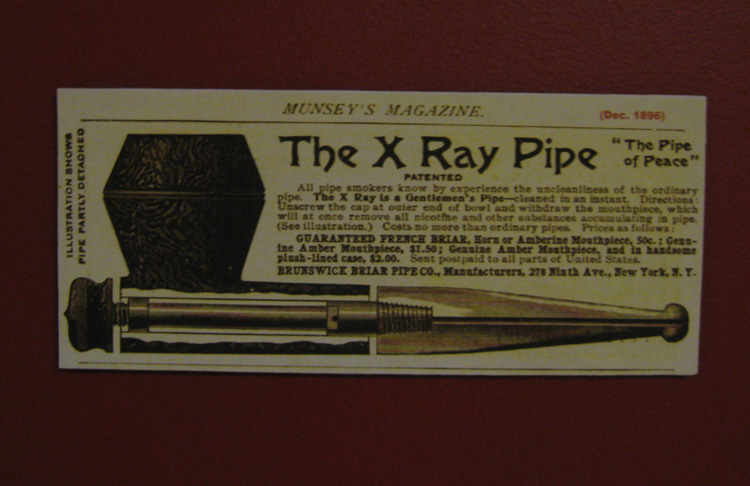 MUNSEY'S MAGAZINE.
(Dec. 1896)
ILLUSTRATION SHOWS
PIPE PARTLY DETACHED
The X Ray Pipe
"The Pipe
of Peace"
PATENTED
All pipe smokers know by experience the uncleanliness of the ordinary
pipe. The X Ray is a Gentlemen's Pipe—cleaned in an instant. Directions:
Unscrew the cap at outer end of bowl and withdraw the mouthpiece, which
will at once remove all nicotine and other substances accumulating in pipe.
(See illustration.) Costs no more than ordinary pipes. Prices as follows:
GUARANTEED FRENCH BRIAR, Horn or Amberine Mouthpiece, 50c.; Genu-
ine Amber Mouthpiece, $1.50; Genuine Amber Mouthpiece, and in handsome
plush-lined case, $2.00. Sent postpaid to all parts of United States.
BRUNSWICK BRIAR PIPE CO., Manufacturers, 278 Ninth Ave., New York, N. Y.